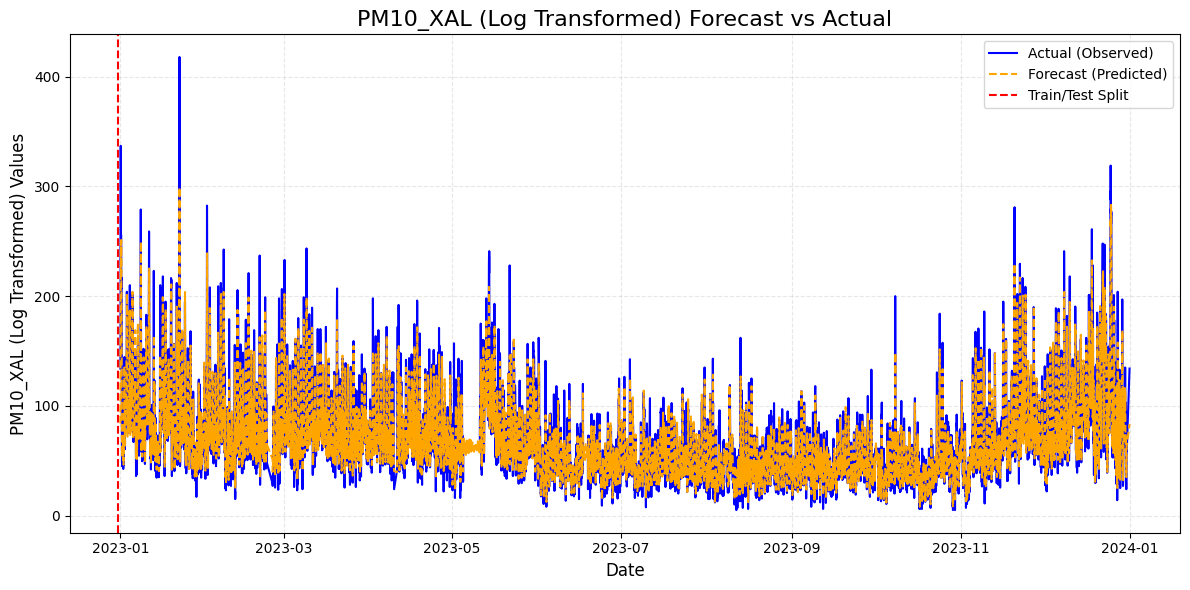 PM10_XAL (Log Transformed) Forecast vs Actual
Actual (Observed)
Forecast (Predicted)
Train/Test Split
PM10_XAL (Log Transformed) Values
400
300
200
100
0
2023-01
2023-03
2023-05
2023-07
2023-09
2023-11
2024-01
Date